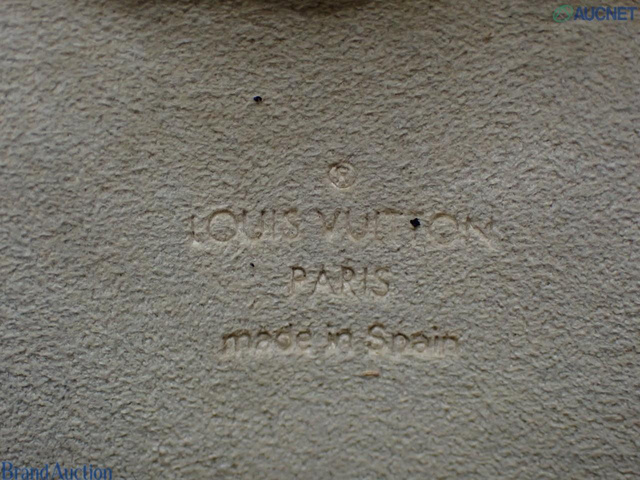 AUCNET
®
LOUIS VUITTON
PARIS
made in Spain
Brand Auction